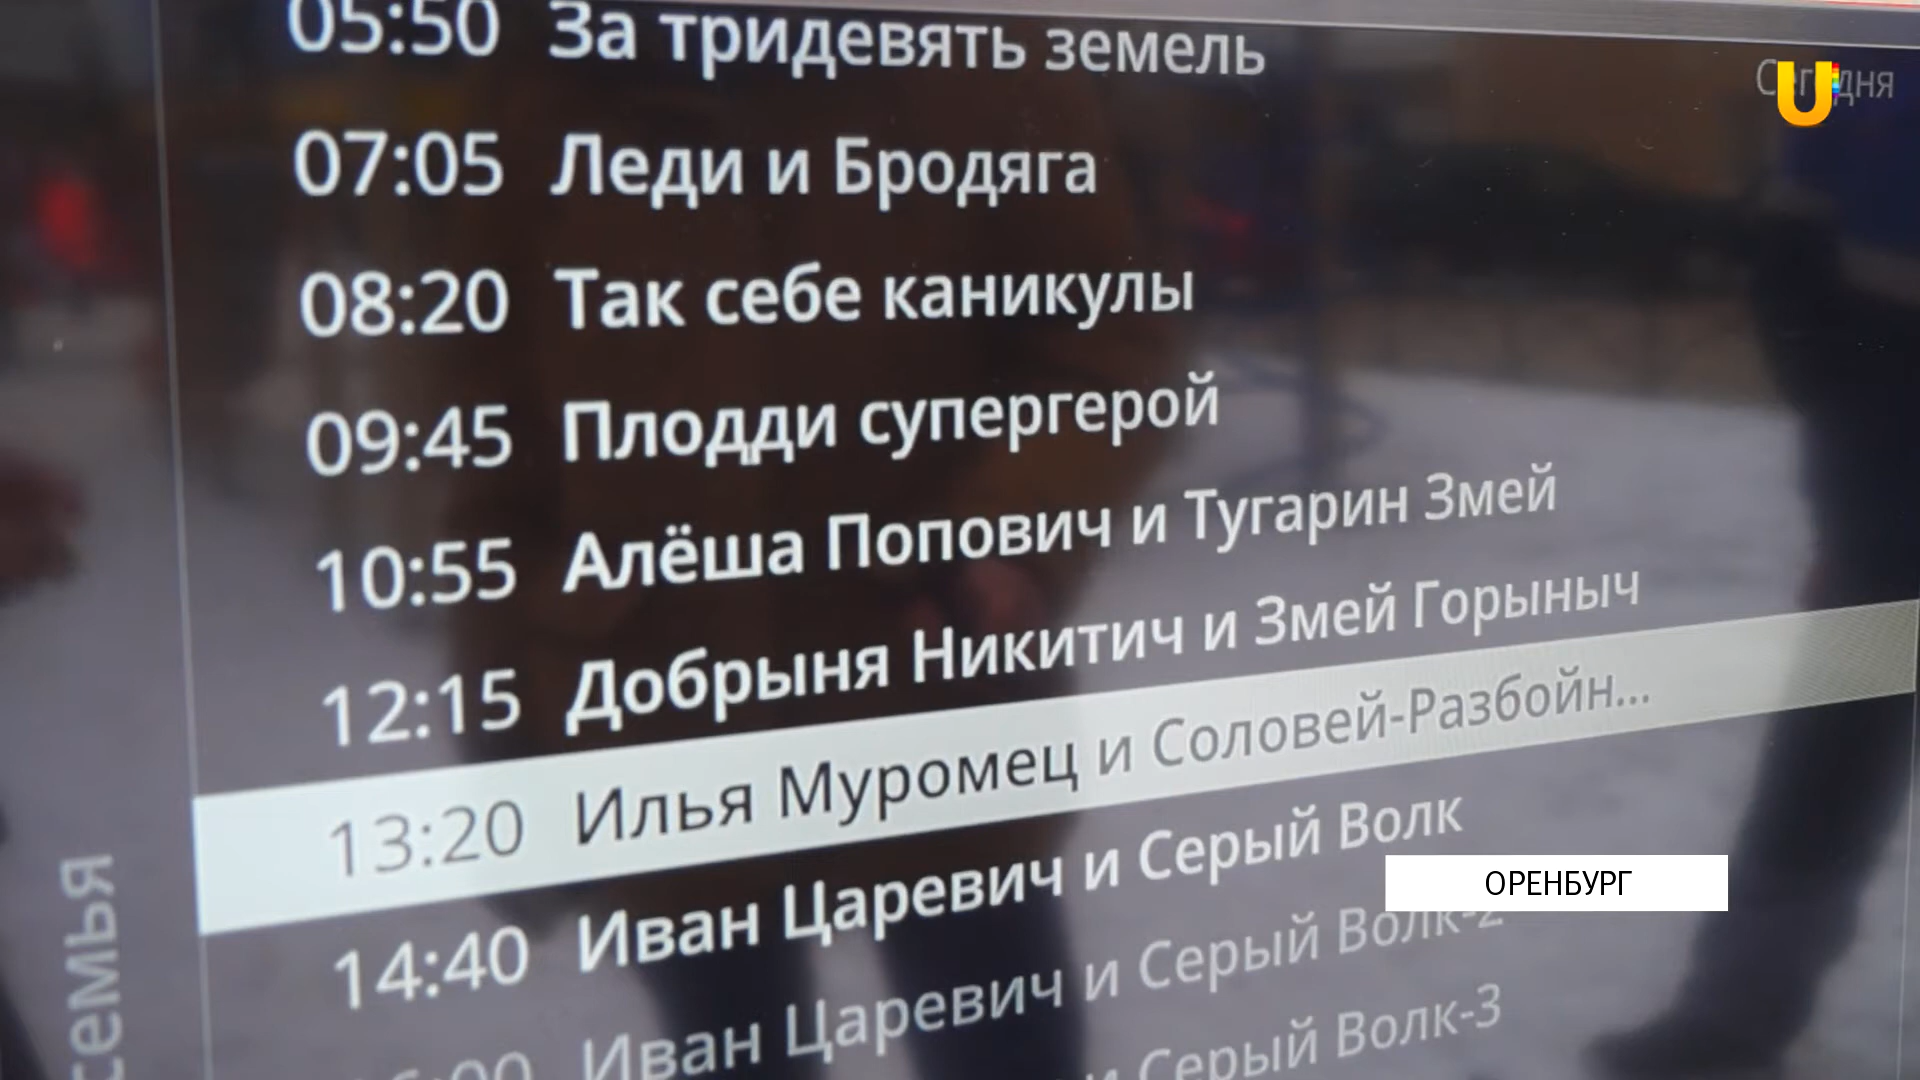 05:50 За тридевять земель
Сегодня
U
07:05 Леди и Бродяга
08:20 Так себе каникулы
09:45 Плодди супергерой
10:55 Алёша Попович и Тугарин Змей
12:15 Добрыня Никитич и Змей Горыныч
13:20 Илья Муромец и Соловей-Разбойн...
14:40 Иван Царевич и Серый Волк
ОРЕНБУРГ
Иван Царевич и Серый Волк-2
и Серый Волк-3
семья